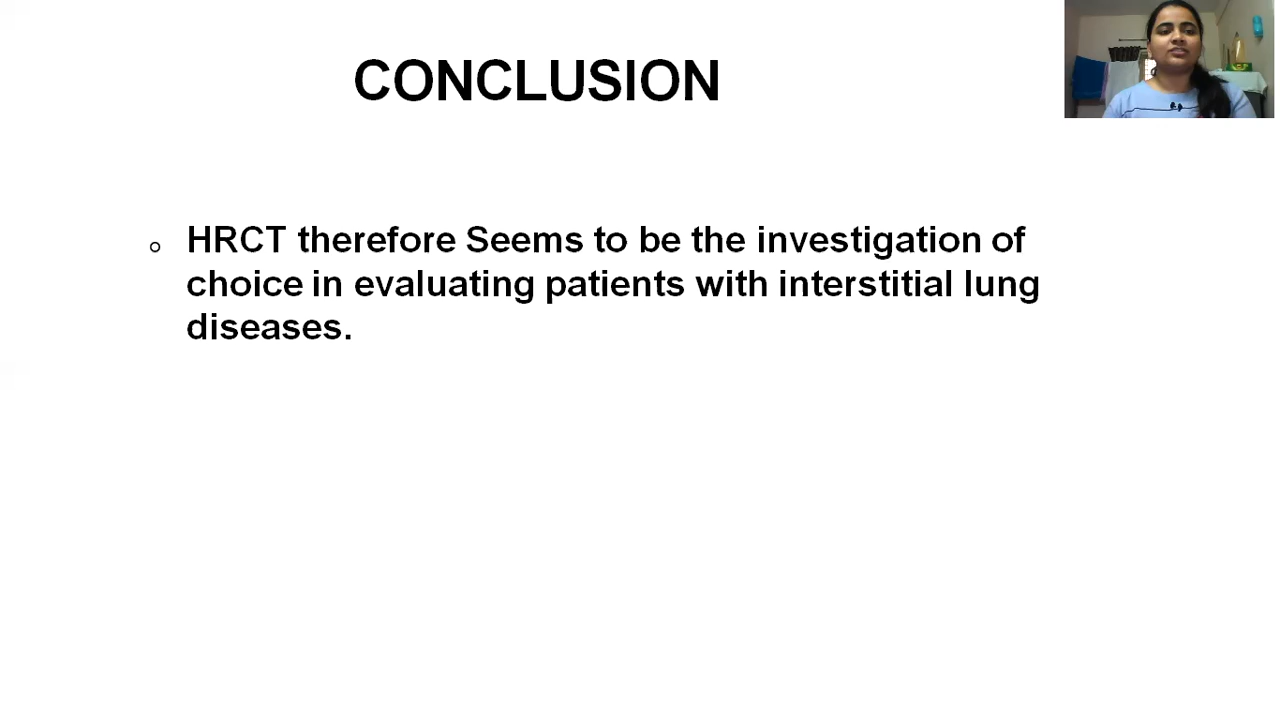 CONCLUSION
HRCT therefore Seems to be the investigation of
choice in evaluating patients with interstitial lung
diseases.